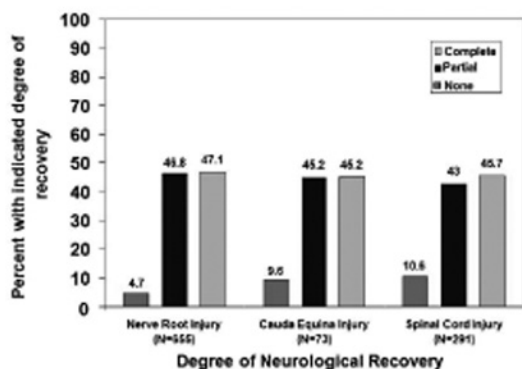 Percent with indicated degree of
recovery
100
90
80
70
60
50
40
30
20
10
0
Complete
Partial
None
4.7
46.8
47.1
9.6
45.2
45.2
10.6
43
45.7
Nerve Root Injury
(N=655)
Cauda Equina Injury
(N=73)
Spinal Cord Injury
(N=291)
Degree of Neurological Recovery